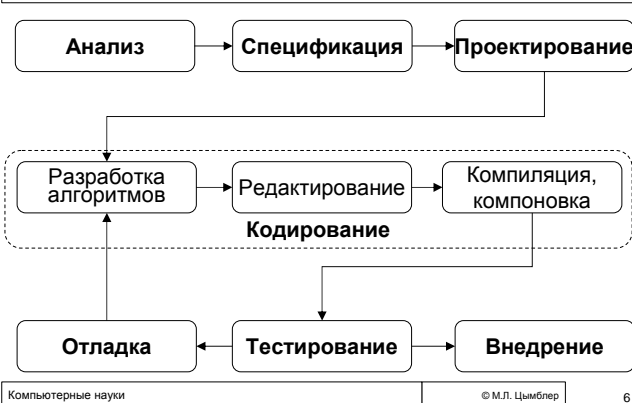 Анализ
Спецификация
Проектирование
Разработка
алгоритмов
Редактирование
Компиляция,
компоновка
Кодирование
Отладка
Тестирование
Внедрение
Компьютерные науки
© М.Л. Цымблер
6